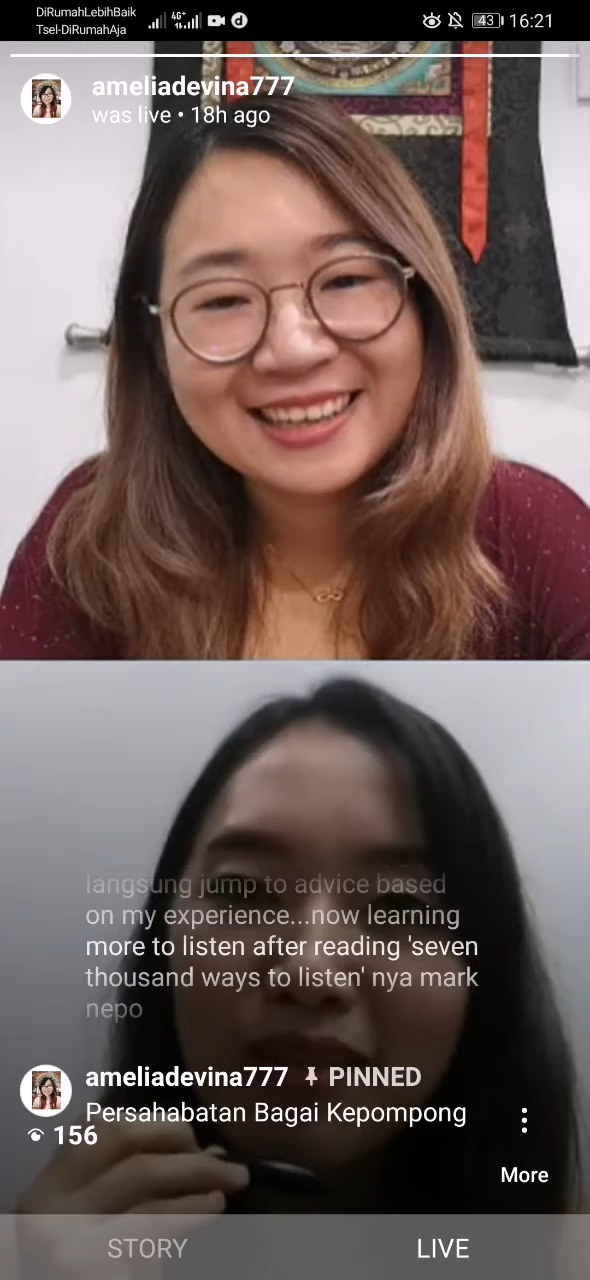 DiRumahLebihBaik
Tsel-DiRumahAja
4G+
43
16:21
ameliadevina777
was live • 18h ago
langsung jump to advice based
on my experience...now learning
more to listen after reading 'seven
thousand ways to listen' nya mark
nepo
ameliadevina777 PINNED
Persahabatan Bagai Kepompong
156
More
STORY LIVE